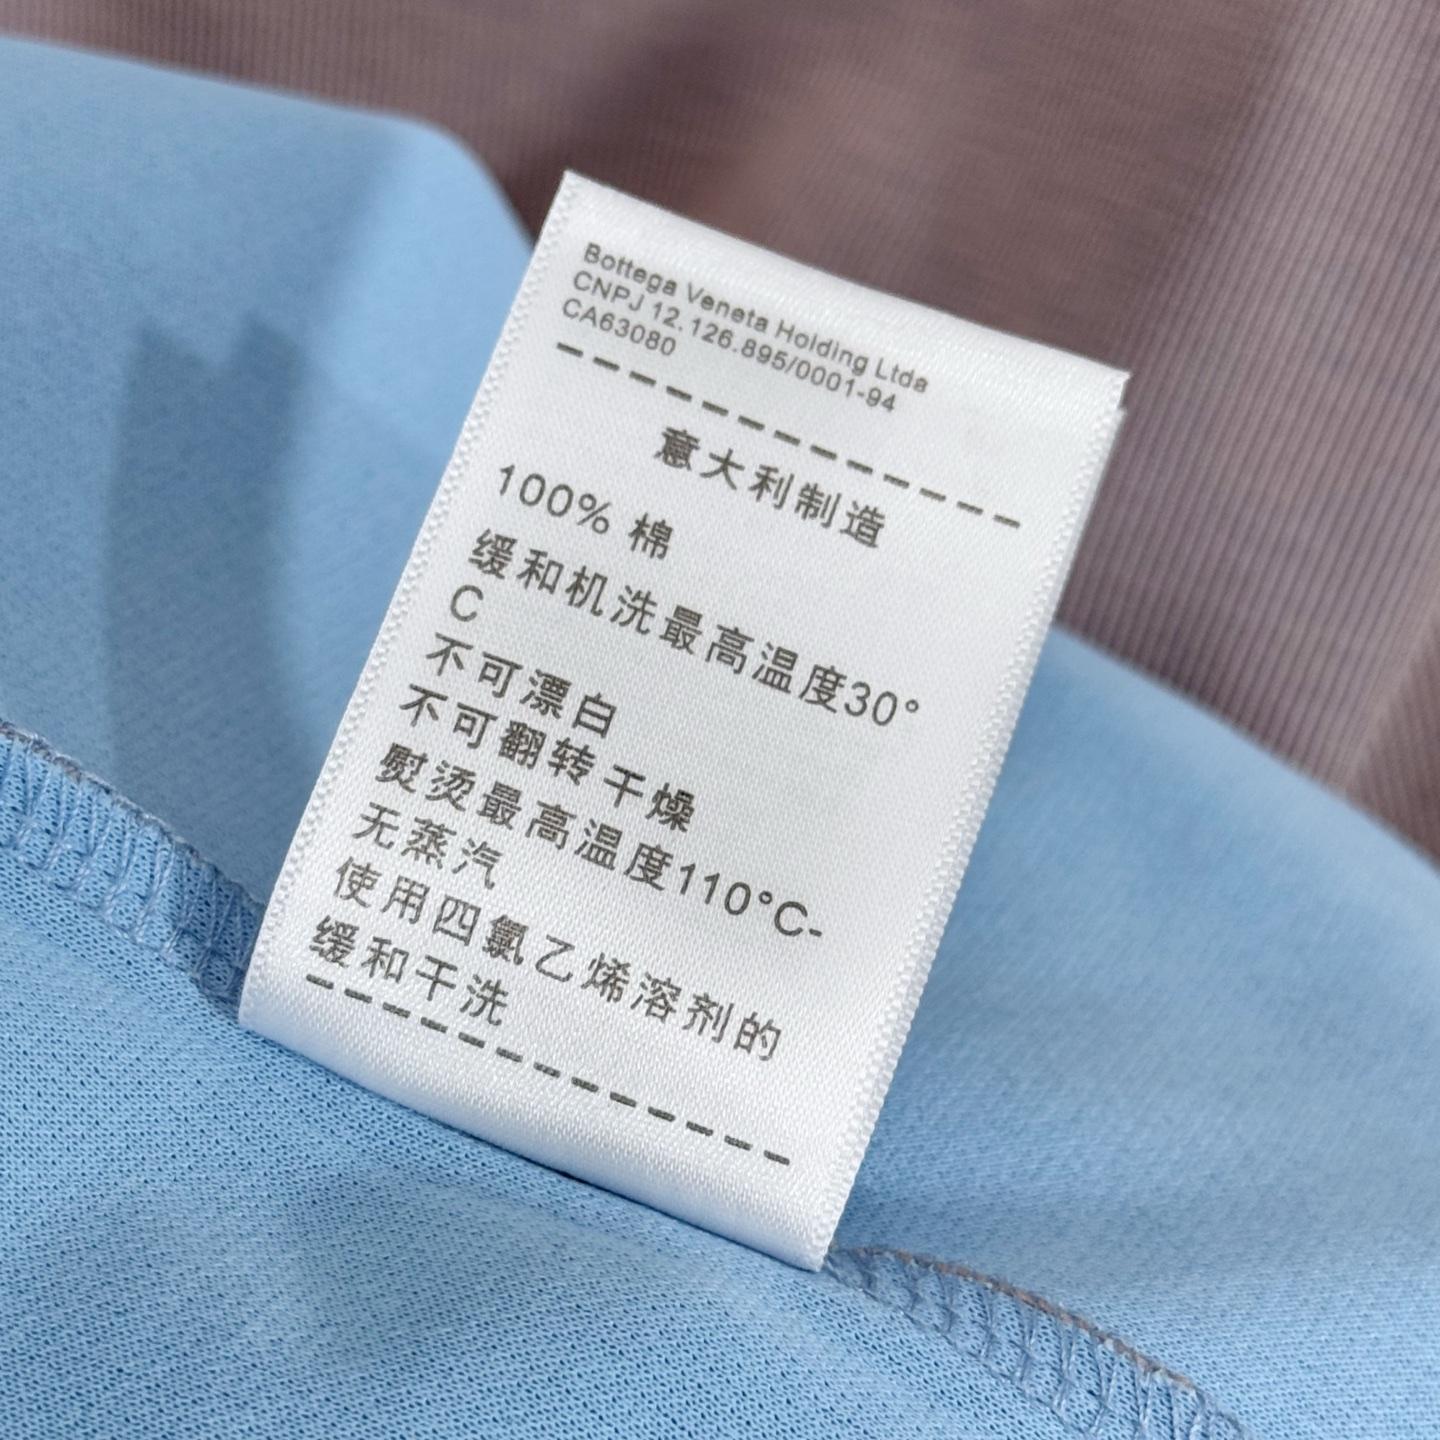 Bottega Veneta Holding Ltda
CNPJ 12.126.895/0001-94
CA63080
意大利制造
100% 棉
缓和机洗最高温度30°
C
不可漂白
不可翻转干燥
熨烫最高温度110°C-
无蒸汽
使用四氯乙烯溶剂的
缓和干洗